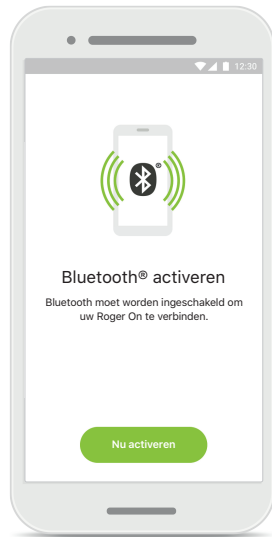 12:30
®
Bluetooth® activeren
Bluetooth moet worden ingeschakeld om
uw Roger On te verbinden.
Nu activeren